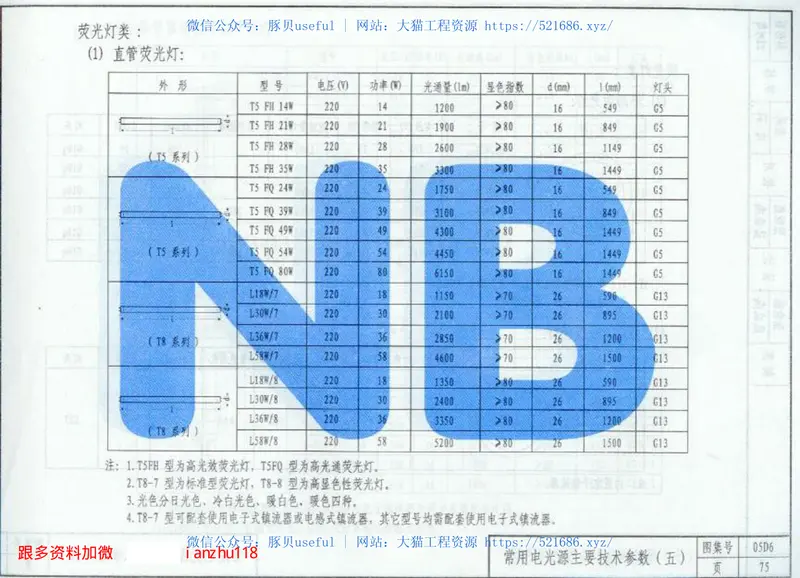 微信公众号: 豚贝useful | 网站: 大猫工程资源 https://521686.xyz/
荧光灯类:
(1) 直管荧光灯:
外形 型号 电压(V) 功率(W) 光通量(lm) 显色指数 d(mm) l(mm) 灯头
T5 FH 14W 220 14 1200 ≥80 16 549 G5
T5 FH 21W 220 21 1900 ≥80 16 849 G5
T5 FH 28W 220 28 2600 ≥80 16 1149 G5
(T5 系列)
T5 FH 35W 220 35 3300 ≥80 16 1449 G5
T5 FQ 24W 220 24 1750 ≥80 16 549 G5
T5 FQ 39W 220 39 3100 ≥80 16 849 G5
T5 FQ 49W 220 49 4300 ≥80 16 1449 G5
(T5 系列)
T5 FQ 54W 220 54 4450 ≥80 16 1149 G5
T5 FQ 80W 220 80 6150 ≥80 16 1449 G5
L18W/7 220 18 1150 ≥70 26 590 G13
L30W/7 220 30 2100 ≥70 26 895 G13
L36W/7 220 36 2850 ≥70 26 1200 G13
(T8 系列)
L58W/7 220 58 4600 ≥70 26 1500 G13
L18W/8 220 18 1350 ≥80 26 590 G13
L30W/8 220 30 2400 ≥80 26 895 G13
L36W/8 220 36 3350 ≥80 26 1200 G13
(T8 系列)
L58W/8 220 58 5200 ≥80 26 1500 G13
NB
注: 1.T5FH 型为高光效荧光灯, T5FQ 型为高光通荧光灯。
2.T8-7 型为标准型荧光灯, T8-8 型为高显色性荧光灯。
3.光色分日光色、冷白光色、暖白色、暖色四种。
4.T8-7 型可配套使用电子式镇流器或电感式镇流器, 其它型号均需配套使用电子式镇流器。
微信公众号: 豚贝useful | 网站: 大猫工程资源 https://521686.xyz/
跟多资料加微 ianzhu118
常用电光源主要技术参数(五) 图集号 05D6
页 75